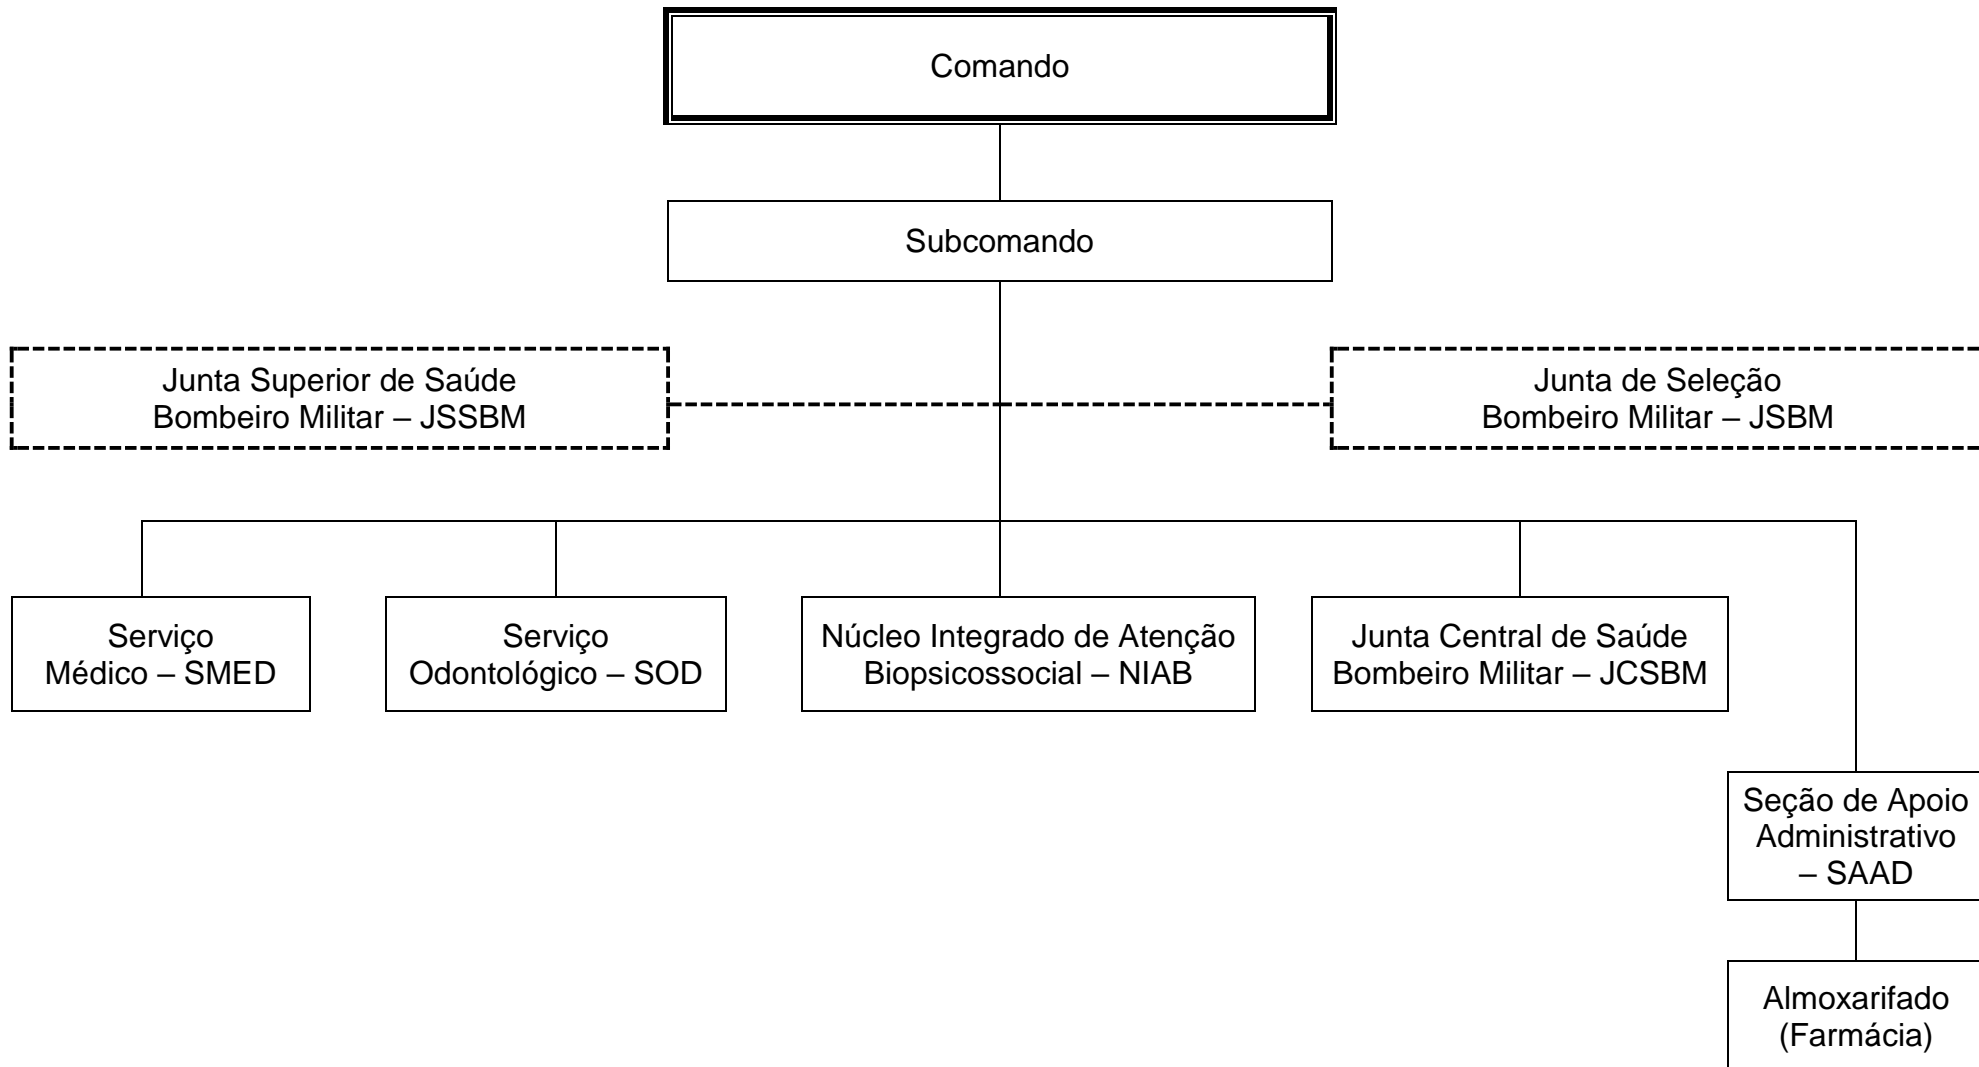 Comando
Subcomando
Junta Superior de Saúde
Bombeiro Militar – JSSBM
Junta de Seleção
Bombeiro Militar – JSBM
Serviço
Médico – SMED
Serviço
Odontológico – SOD
Núcleo Integrado de Atenção
Biopsicossocial – NIAB
Junta Central de Saúde
Bombeiro Militar – JCSBM
Seção de Apoio
Administrativo
– SAAD
Almoxarifado
(Farmácia)